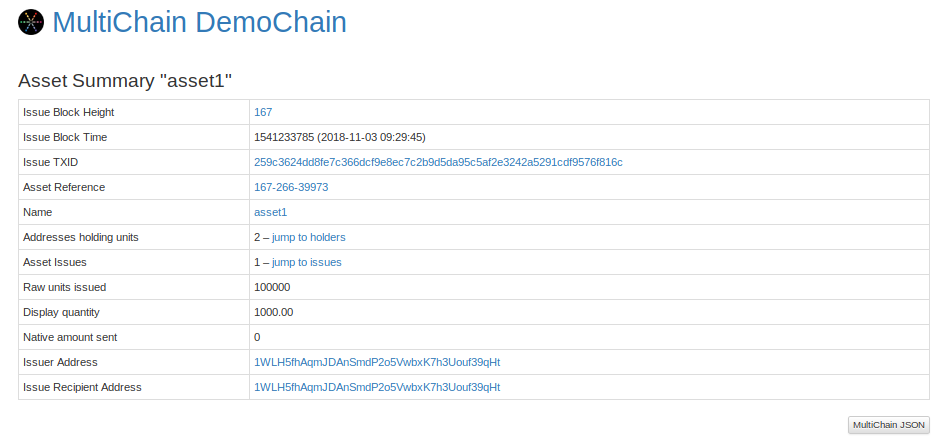 MultiChain DemoChain
Asset Summary "asset1"
Issue Block Height 167
Issue Block Time 1541233785 (2018-11-03 09:29:45)
Issue TXID 259c3624dd8fe7c366dcf9e8ec7c2b9d5da95c5af2e3242a5291cdf9576f816c
Asset Reference 167-266-39973
Name asset1
Addresses holding units 2 – jump to holders
Asset Issues 1 – jump to issues
Raw units issued 100000
Display quantity 1000.00
Native amount sent 0
Issuer Address 1WLH5fhAqmJDAnSmdP2o5VwbxK7h3Uouf39qHt
Issue Recipient Address 1WLH5fhAqmJDAnSmdP2o5VwbxK7h3Uouf39qHt
MultiChain JSON